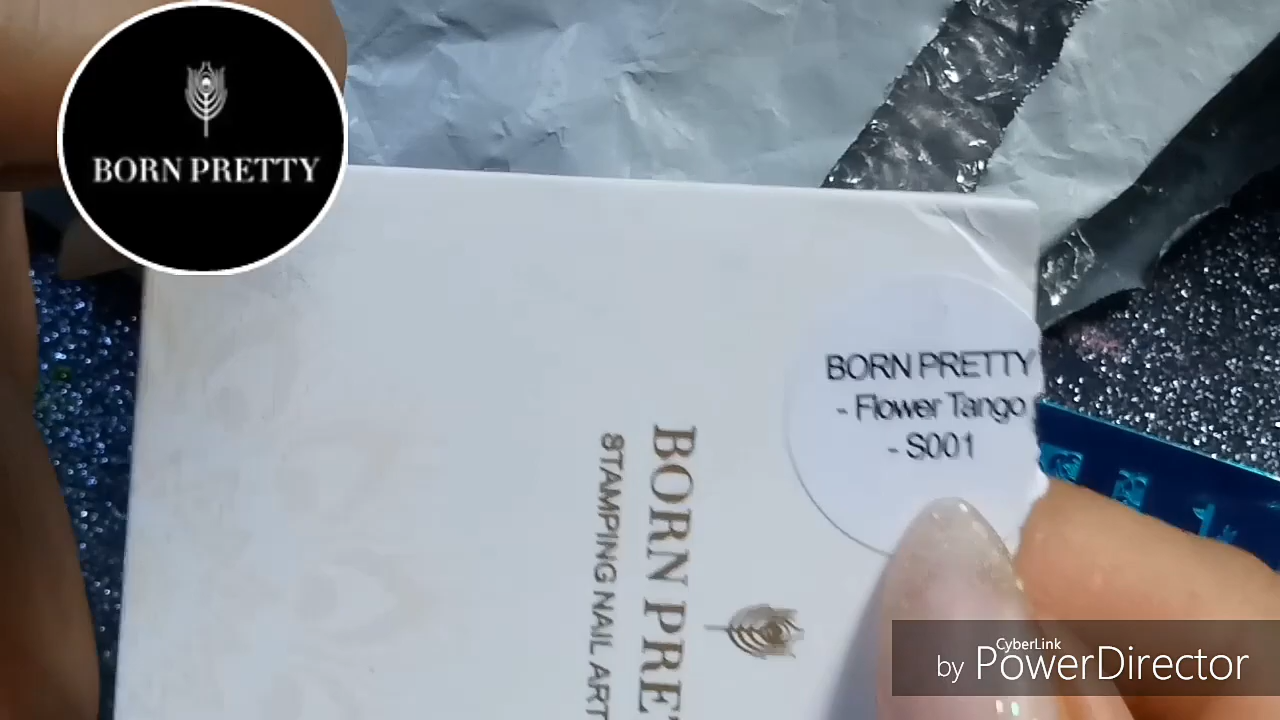 BORN PRETTY
BORN PRETTY
- Flower Tango
- S001
BORN PRE
STAMPING NAIL ART
CyberLink
by PowerDirector